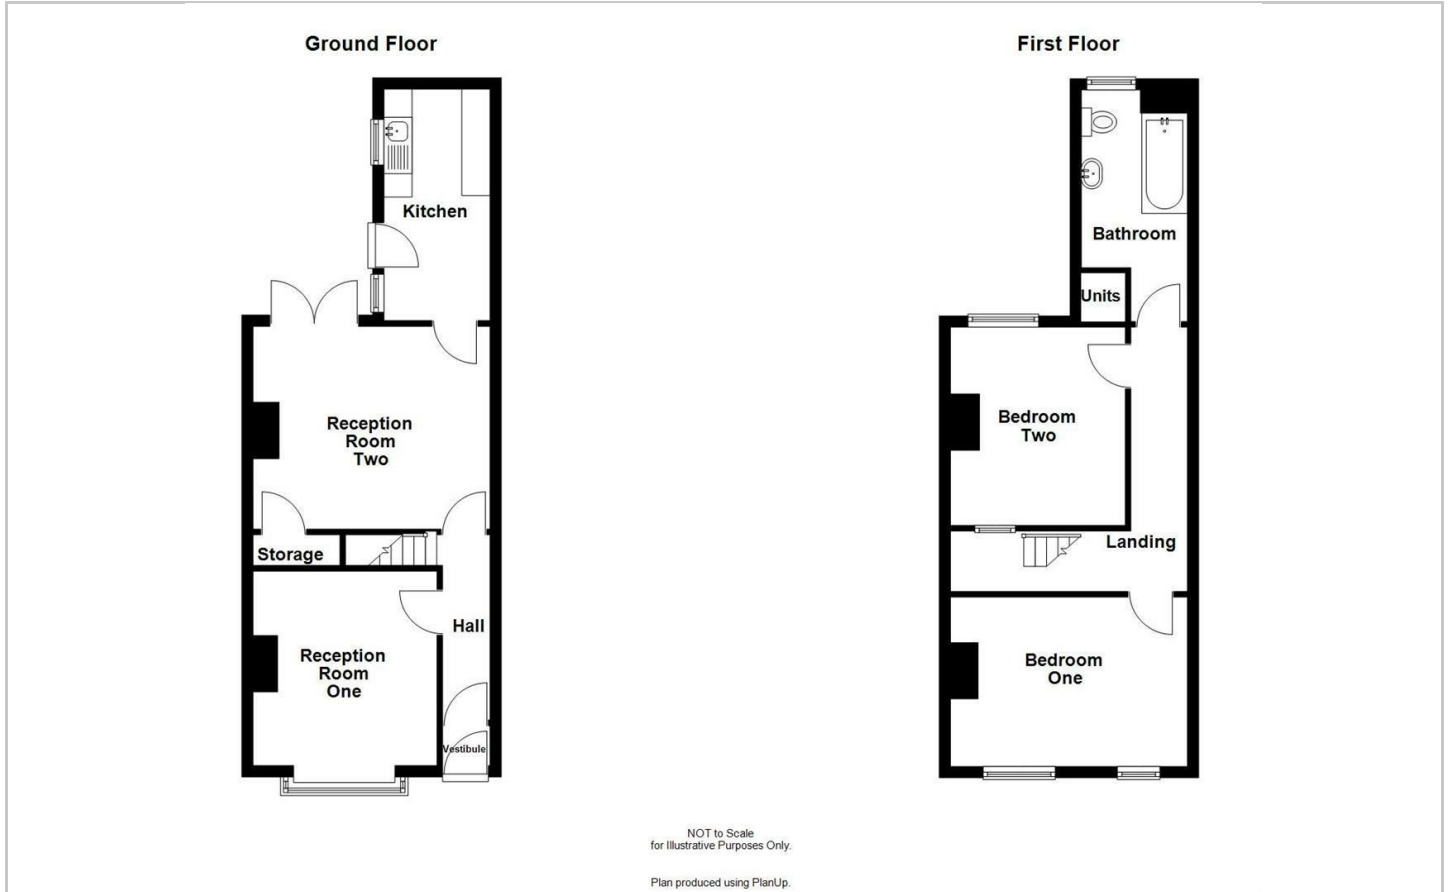 Ground Floor
Kitchen
Reception
Room
Two
Storage
Hall
Reception
Room
One
Vestibule
First Floor
Bathroom
Units
Bedroom
Two
Landing
Bedroom
One
NOT to Scale
for Illustrative Purposes Only.
Plan produced using PlanUp.